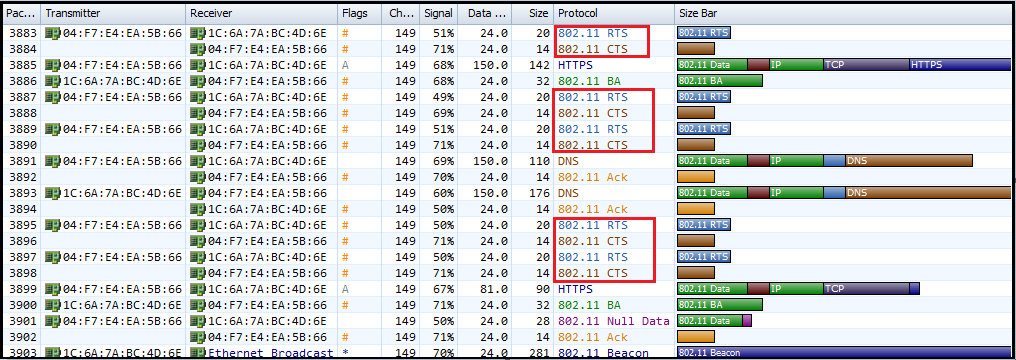 Pac... Transmitter Receiver Flags Ch... Signal Data ... Size Protocol Size Bar
3883 04:F7:E4:EA:5B:66 1C:6A:7A:BC:4D:6E # 149 51% 24.0 20 802.11 RTS 802.11 RTS
3884 04:F7:E4:EA:5B:66 # 149 71% 24.0 14 802.11 CTS
3885 04:F7:E4:EA:5B:66 1C:6A:7A:BC:4D:6E A 149 68% 150.0 142 HTTPS 802.11 Data IP TCP HTTPS
3886 1C:6A:7A:BC:4D:6E 04:F7:E4:EA:5B:66 # 149 68% 24.0 32 802.11 BA 802.11 BA
3887 04:F7:E4:EA:5B:66 1C:6A:7A:BC:4D:6E # 149 49% 24.0 20 802.11 RTS 802.11 RTS
3888 04:F7:E4:EA:5B:66 # 149 69% 24.0 14 802.11 CTS
3889 04:F7:E4:EA:5B:66 1C:6A:7A:BC:4D:6E # 149 51% 24.0 20 802.11 RTS 802.11 RTS
3890 04:F7:E4:EA:5B:66 # 149 71% 24.0 14 802.11 CTS
3891 04:F7:E4:EA:5B:66 1C:6A:7A:BC:4D:6E 149 69% 150.0 110 DNS 802.11 Data IP DNS
3892 04:F7:E4:EA:5B:66 # 149 70% 24.0 14 802.11 Ack
3893 1C:6A:7A:BC:4D:6E 04:F7:E4:EA:5B:66 149 60% 150.0 176 DNS 802.11 Data IP DNS
3894 1C:6A:7A:BC:4D:6E # 149 50% 24.0 14 802.11 Ack
3895 04:F7:E4:EA:5B:66 1C:6A:7A:BC:4D:6E # 149 50% 24.0 20 802.11 RTS 802.11 RTS
3896 04:F7:E4:EA:5B:66 # 149 71% 24.0 14 802.11 CTS
3897 04:F7:E4:EA:5B:66 1C:6A:7A:BC:4D:6E # 149 50% 24.0 20 802.11 RTS 802.11 RTS
3898 04:F7:E4:EA:5B:66 # 149 71% 24.0 14 802.11 CTS
3899 04:F7:E4:EA:5B:66 1C:6A:7A:BC:4D:6E A 149 67% 81.0 90 HTTPS 802.11 Data IP TCP
3900 1C:6A:7A:BC:4D:6E 04:F7:E4:EA:5B:66 # 149 71% 24.0 32 802.11 BA 802.11 BA
3901 04:F7:E4:EA:5B:66 1C:6A:7A:BC:4D:6E 149 50% 24.0 28 802.11 Null Data 802.11 Data
3902 04:F7:E4:EA:5B:66 # 149 71% 24.0 14 802.11 Ack
3903 1C:6A:7A:BC:4D:6E Ethernet Broadcast * 149 70% 24.0 281 802.11 Beacon 802.11 Beacon